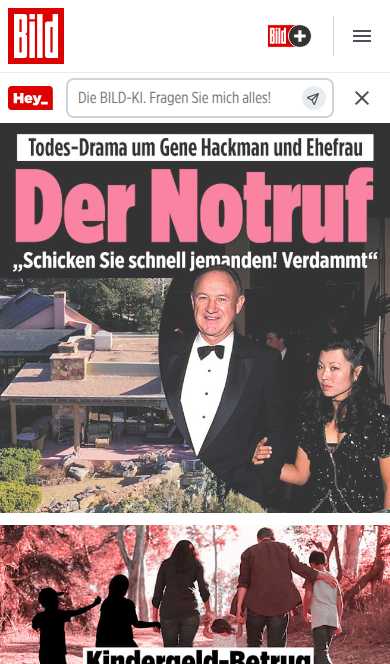 Bild
Bild
Hey_
Die BILD-KI. Fragen Sie mich alles!
Todes-Drama um Gene Hackman und Ehefrau
Der Notruf
„Schicken Sie schnell jemanden! Verdammt“
Kindergeld-Betrug